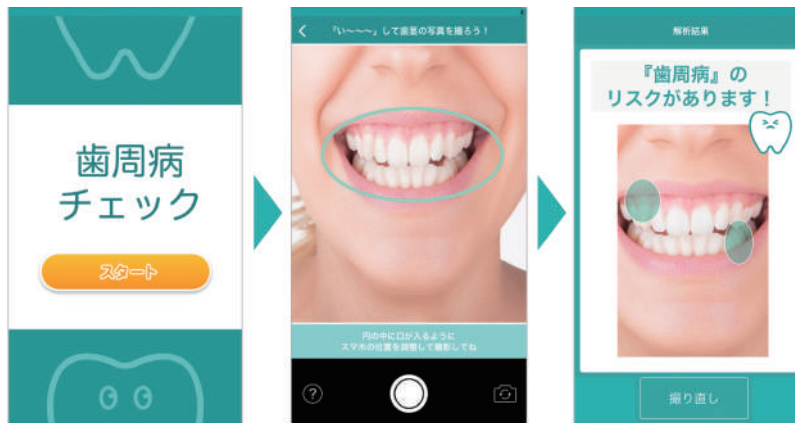 歯周病
チェック
スタート
「い〜〜〜」して歯茎の写真を撮ろう！
円の中に口が入るように
スマホの位置を調整して撮影してね
?
解析結果
『歯周病』の
リスクがあります！
撮り直し